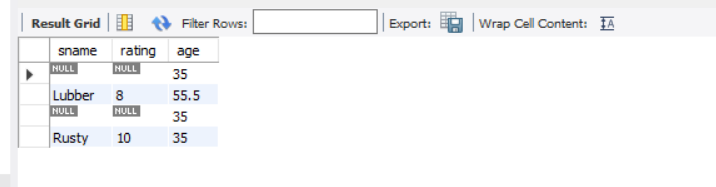 Result Grid Filter Rows: Export: Wrap Cell Content: IA
sname rating age
NULL NULL 35
Lubber 8 55.5
NULL NULL 35
Rusty 10 35